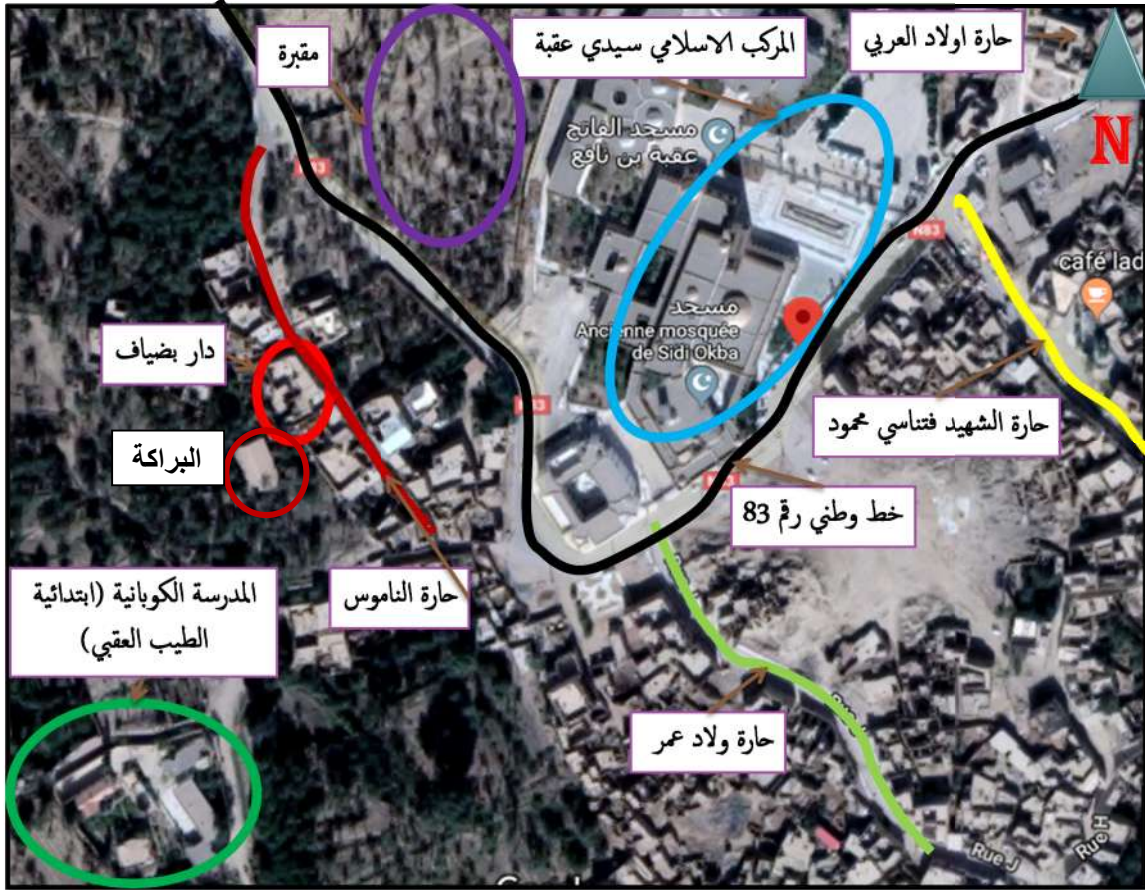 حارة اولاد العربي
المركب الاسلامي سيدي عقبة
مقبرة
N
مسجد الفاتح
عقبة بن نافع
N83
café lad
مسجد
Ancienne mosquée
de Sidi Okba
دار بضياف
حارة الشهيد فتناسي محمود
البراكة
خط وطني رقم 83
حارة الناموس
المدرسة الكوبانية (ابتدائية
الطيب العقبي)
حارة ولاد عمر
Rue J
Rue H